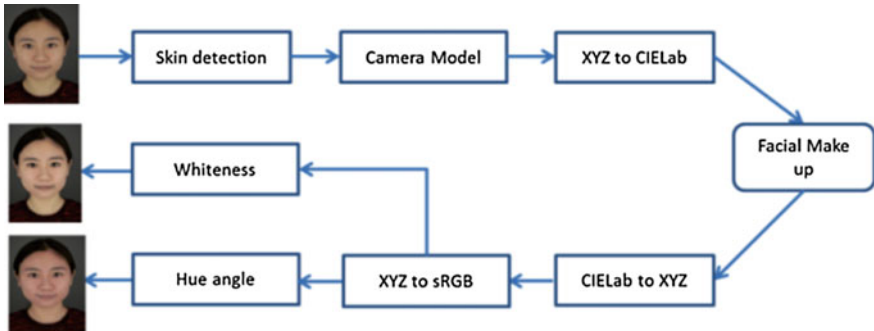 Skin detection
Camera Model
XYZ to CIELab
Facial Make
up
Whiteness
Hue angle
XYZ to sRGB
CIELab to XYZ